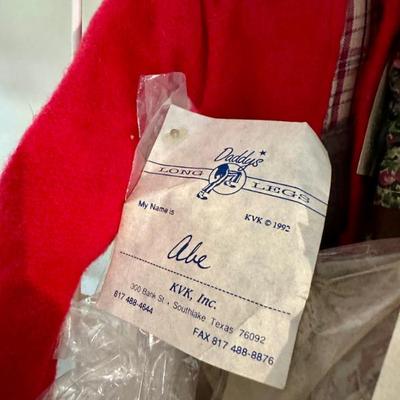 Daddys
LONG LEGS
My Name is
KVK © 1992
Abe
KVK, Inc.
300 Bank St • Southlake Texas 76092
817 488-4644
FAX 817 488-8876